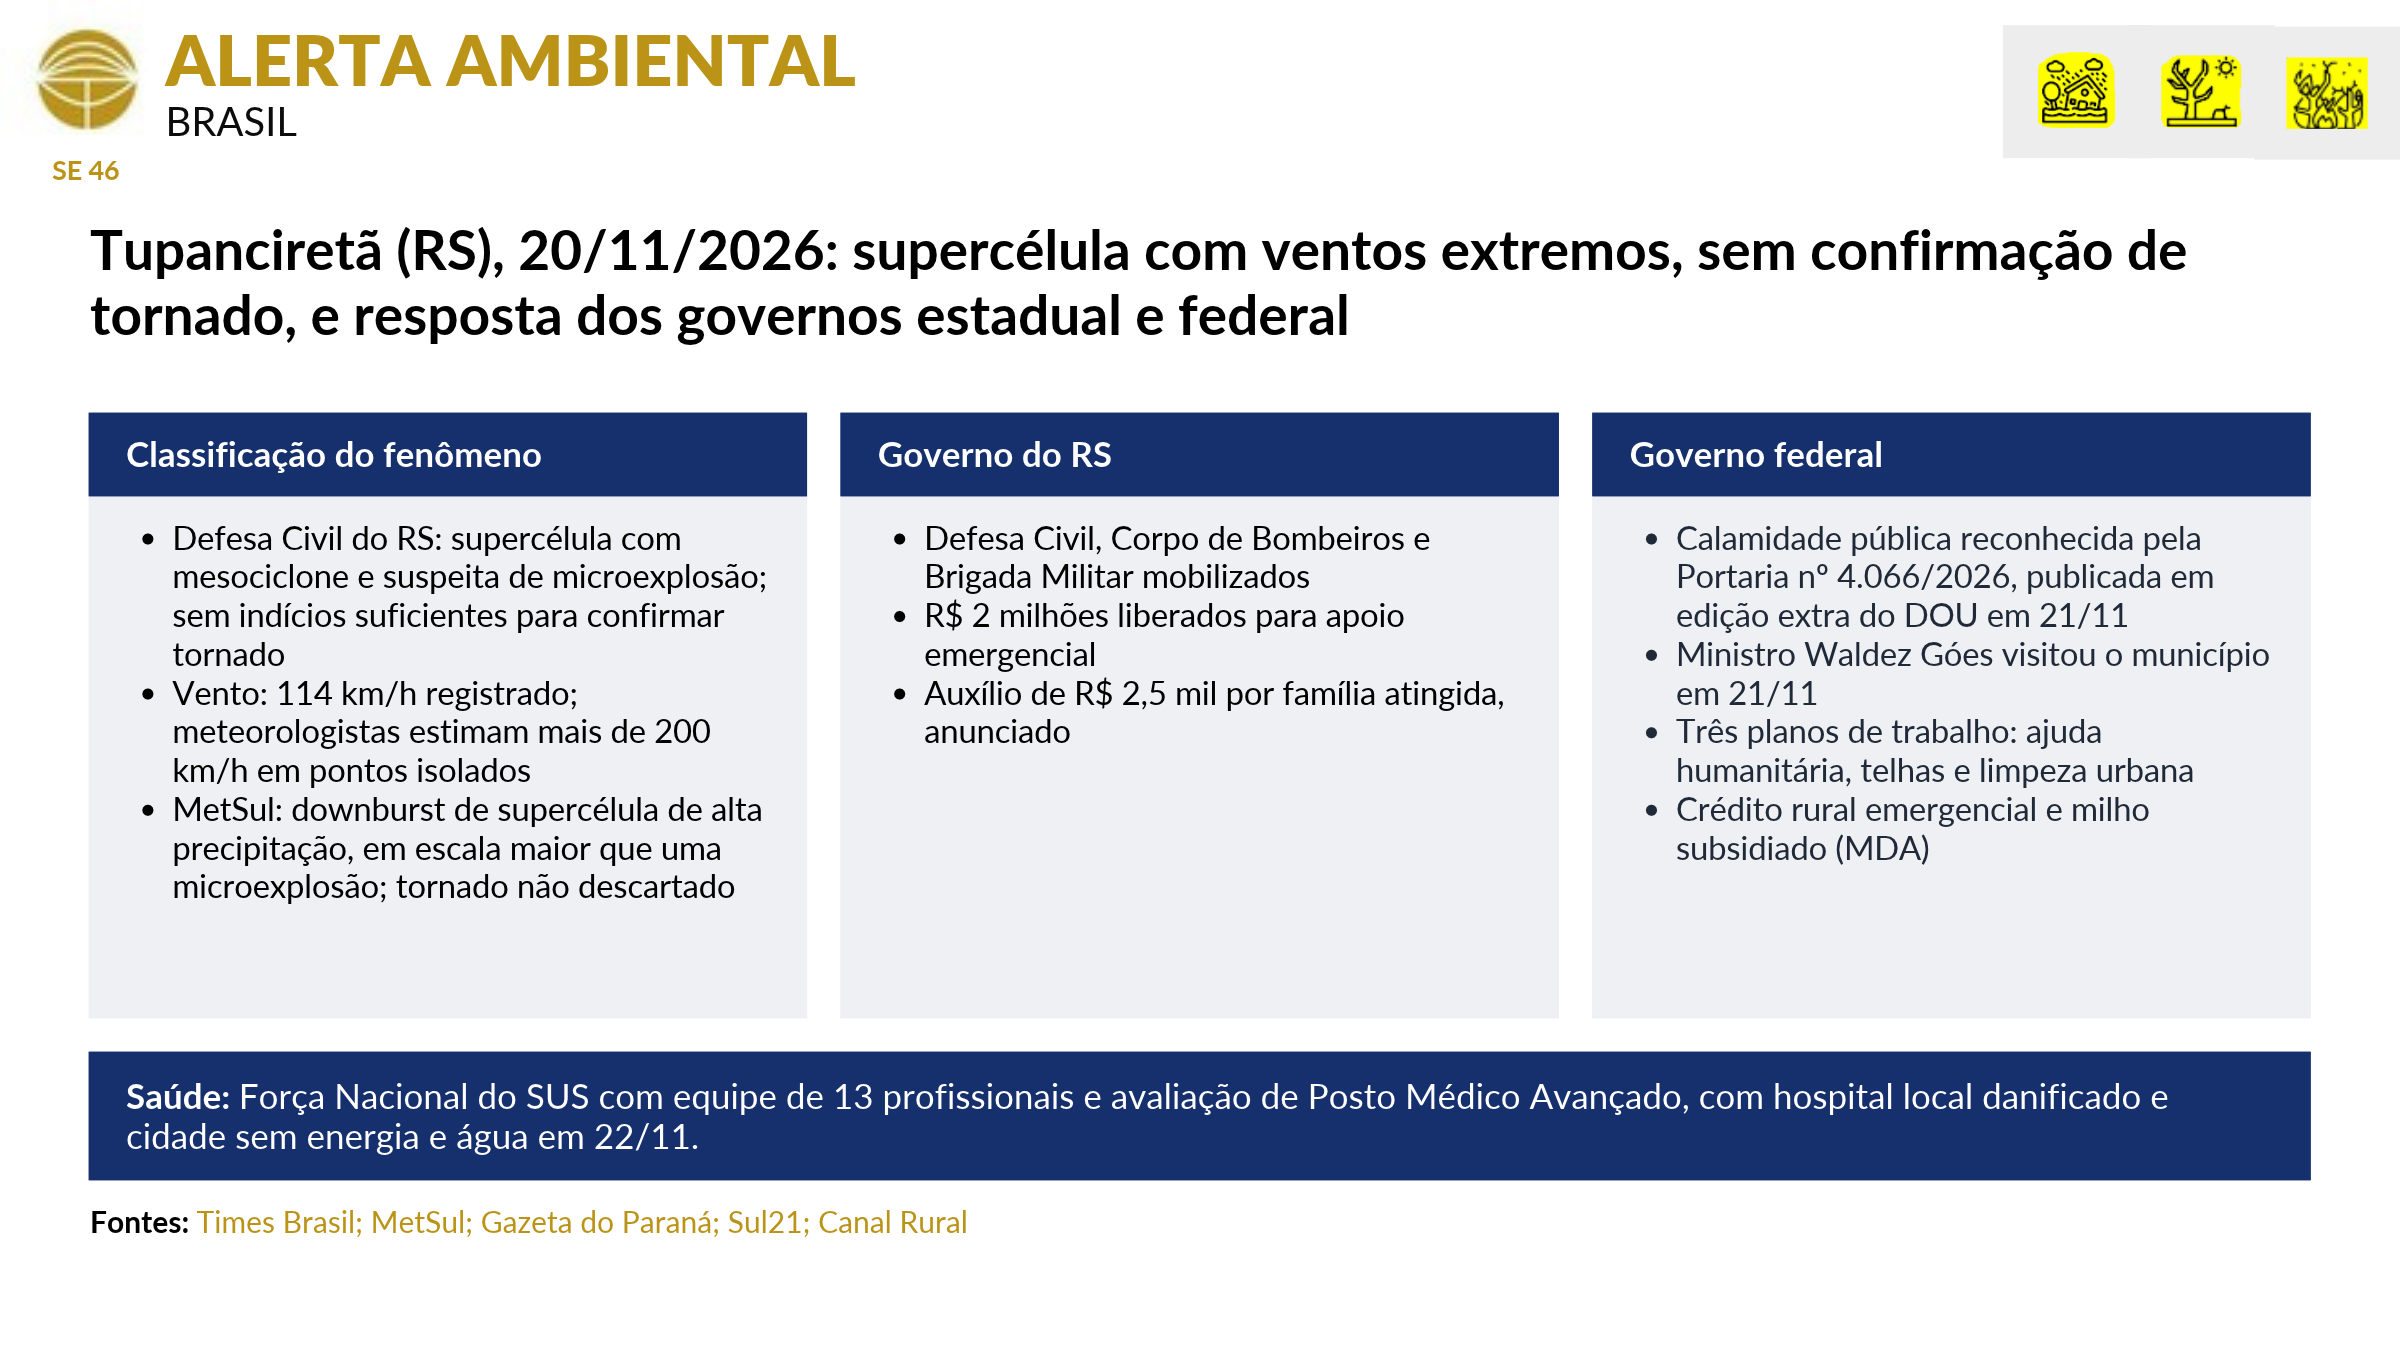 ALERTA AMBIENTAL
BRASIL
SE 46
Tupanciretã (RS), 20/11/2026: supercélula com ventos extremos, sem confirmação de
tornado, e resposta dos governos estadual e federal
Classificação do fenômeno
• Defesa Civil do RS: supercélula com
mesociclone e suspeita de microexplosão;
sem indícios suficientes para confirmar
tornado
• Vento: 114 km/h registrado;
meteorologistas estimam mais de 200
km/h em pontos isolados
• MetSul: downburst de supercélula de alta
precipitação, em escala maior que uma
microexplosão; tornado não descartado
Governo do RS
• Defesa Civil, Corpo de Bombeiros e
Brigada Militar mobilizados
• R$ 2 milhões liberados para apoio
emergencial
• Auxílio de R$ 2,5 mil por família atingida,
anunciado
Governo federal
• Calamidade pública reconhecida pela
Portaria nº 4.066/2026, publicada em
edição extra do DOU em 21/11
• Ministro Waldez Góes visitou o município
em 21/11
• Três planos de trabalho: ajuda
humanitária, telhas e limpeza urbana
• Crédito rural emergencial e milho
subsidiado (MDA)
Saúde: Força Nacional do SUS com equipe de 13 profissionais e avaliação de Posto Médico Avançado, com hospital local danificado e
cidade sem energia e água em 22/11.
Fontes: Times Brasil; MetSul; Gazeta do Paraná; Sul21; Canal Rural